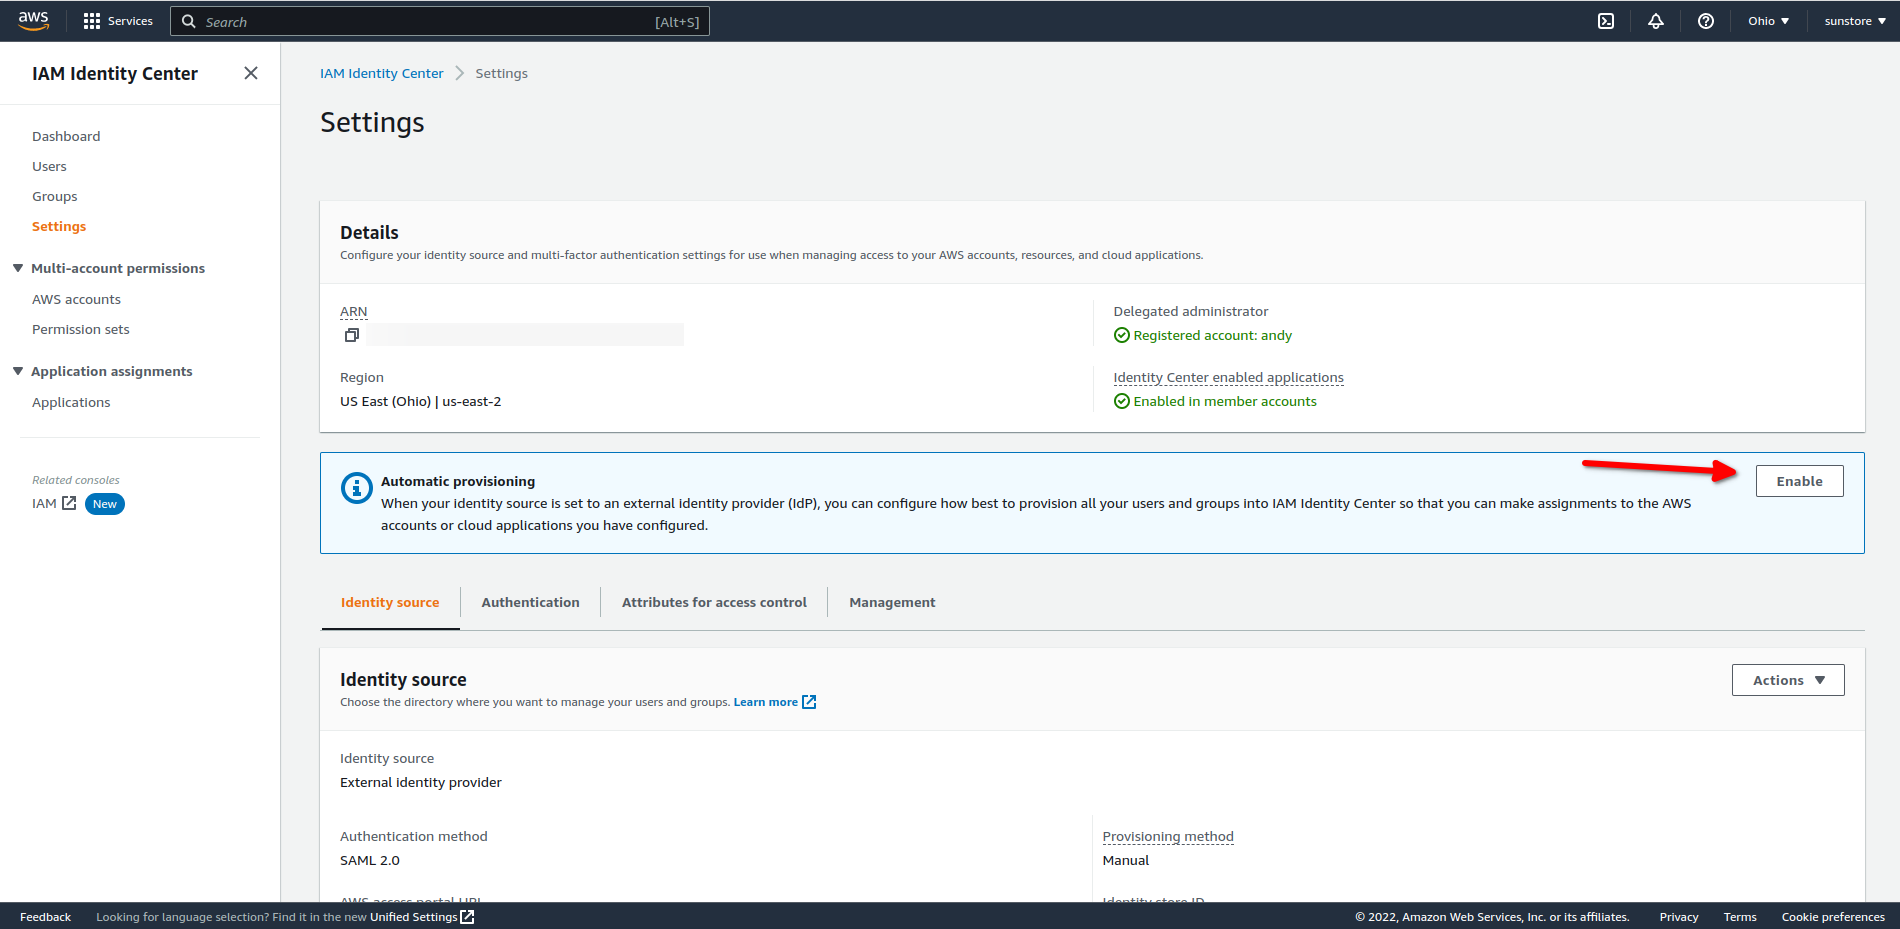 aws
Services
Search [Alt+S]
Ohio ▼
sunstore ▼
IAM Identity Center
Dashboard
Users
Groups
Settings
Multi-account permissions
AWS accounts
Permission sets
Application assignments
Applications
Related consoles
IAM New
IAM Identity Center > Settings
Settings
Details
Configure your identity source and multi-factor authentication settings for use when managing access to your AWS accounts, resources, and cloud applications.
ARN
Delegated administrator
Registered account: andy
Region
US East (Ohio) | us-east-2
Identity Center enabled applications
Enabled in member accounts
Automatic provisioning
When your identity source is set to an external identity provider (IdP), you can configure how best to provision all your users and groups into IAM Identity Center so that you can make assignments to the AWS
accounts or cloud applications you have configured.
Enable
Identity source
Authentication
Attributes for access control
Management
Identity source
Choose the directory where you want to manage your users and groups. Learn more
Actions ▼
Identity source
External identity provider
Authentication method
SAML 2.0
Provisioning method
Manual
AWS access portal URL
Identity store ID
Feedback
Looking for language selection? Find it in the new Unified Settings
© 2022, Amazon Web Services, Inc. or its affiliates.
Privacy
Terms
Cookie preferences